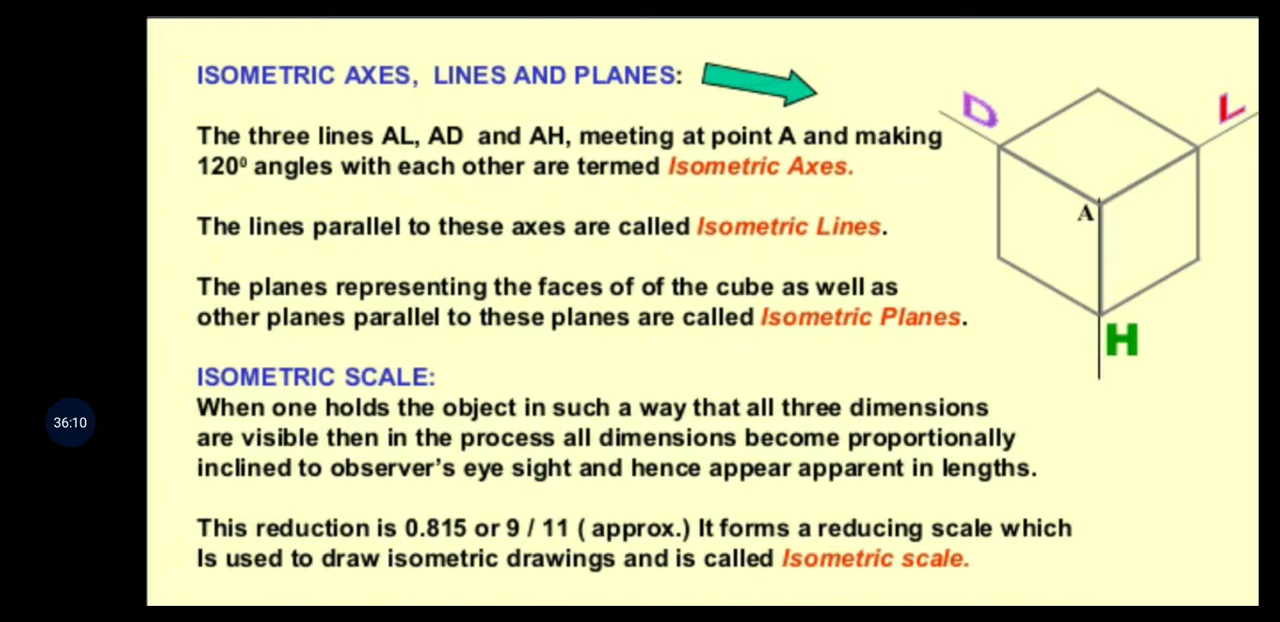 ISOMETRIC AXES, LINES AND PLANES:
The three lines AL, AD and AH, meeting at point A and making
120⁰ angles with each other are termed Isometric Axes.
The lines parallel to these axes are called Isometric Lines.
The planes representing the faces of of the cube as well as
other planes parallel to these planes are called Isometric Planes.
D
L
A
H
ISOMETRIC SCALE:
When one holds the object in such a way that all three dimensions
are visible then in the process all dimensions become proportionally
inclined to observer's eye sight and hence appear apparent in lengths.
This reduction is 0.815 or 9 / 11 ( approx.) It forms a reducing scale which
Is used to draw isometric drawings and is called Isometric scale.
36:10